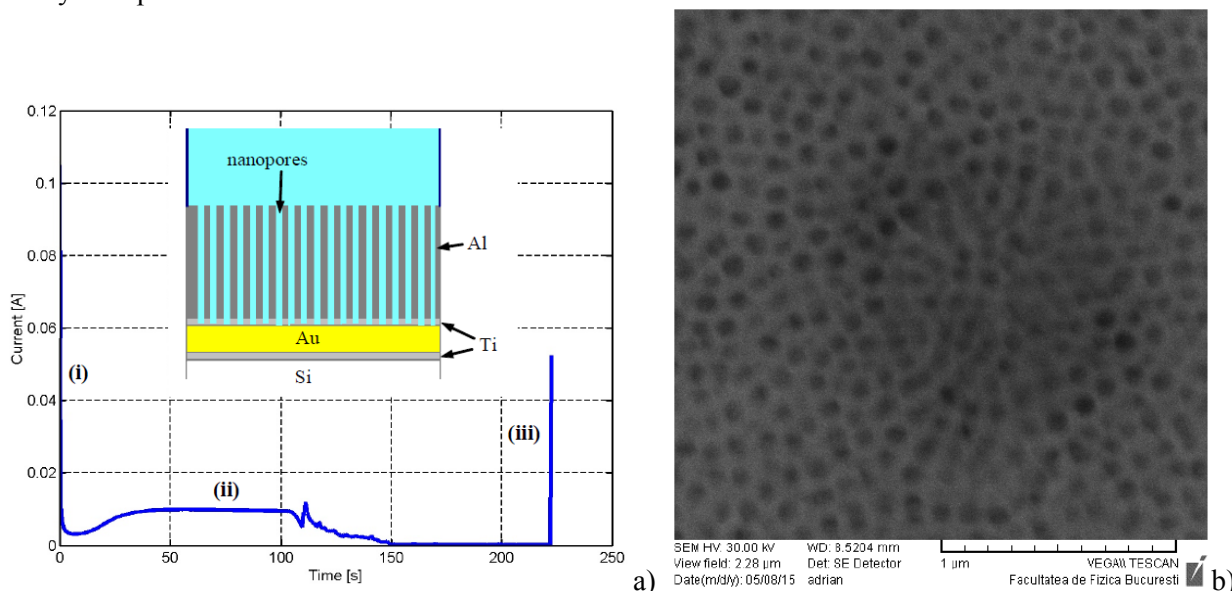 0.12
0.1
0.08
0.06
0.04
0.02
0
Current [A]
0
50
100
150
200
250
Time [s]
(i)
(ii)
(iii)
nanopores
Al
Au
Ti
Si
a)
SEM HV: 30.00 kV
WD: 8.5204 mm
View field: 2.28 µm
Det: SE Detector
1 µm
VEGA\\ TESCAN
Date(m/d/y): 05/08/15
adrian
Facultatea de Fizica Bucuresti
b)